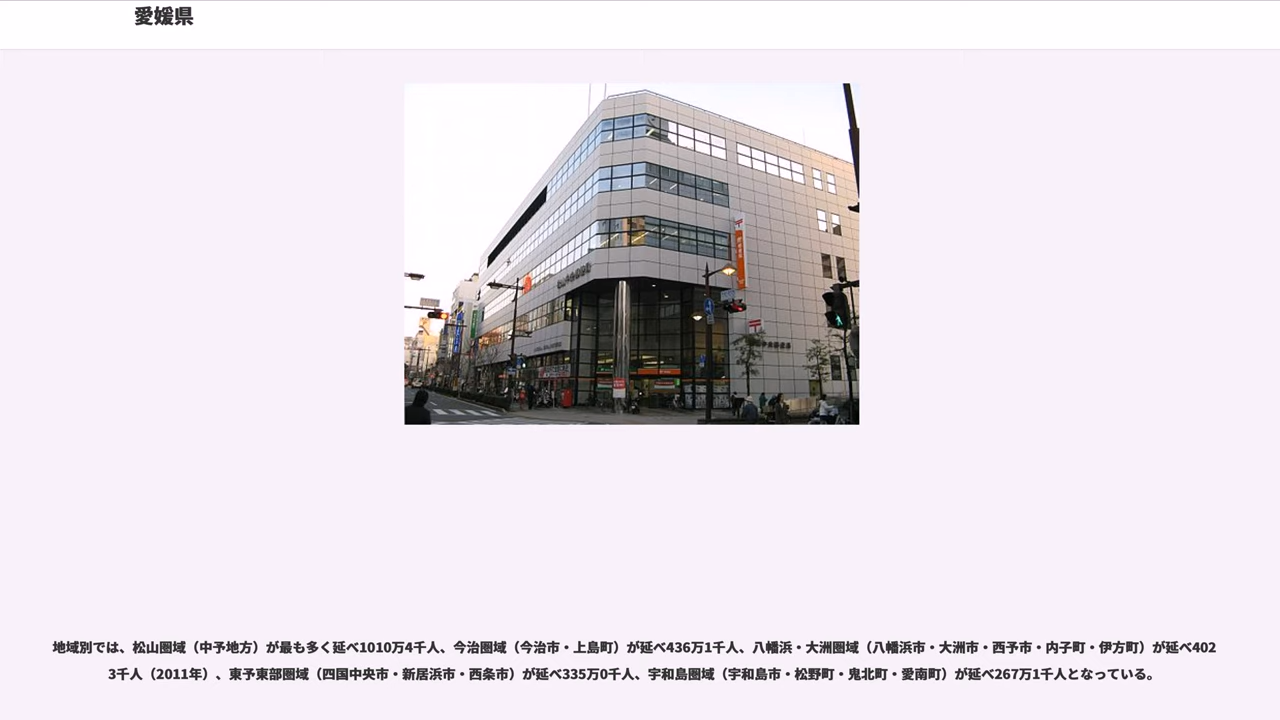 愛媛県
地域別では、松山圏域（中予地方）が最も多く延べ1010万4千人、今治圏域（今治市・上島町）が延べ436万1千人、八幡浜・大洲圏域（八幡浜市・大洲市・西予市・内子町・伊方町）が延べ402
3千人（2011年）、東予東部圏域（四国中央市・新居浜市・西条市）が延べ335万0千人、宇和島圏域（宇和島市・松野町・鬼北町・愛南町）が延べ267万1千人となっている。